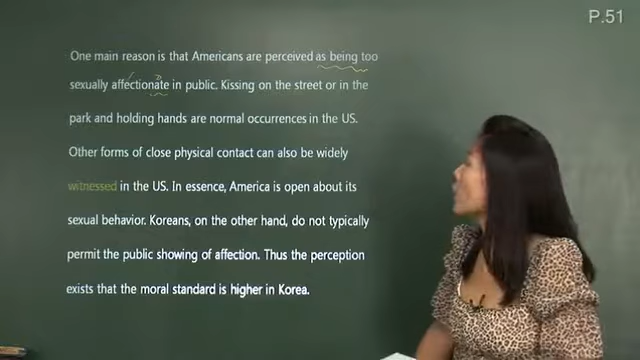 P.51
One main reason is that Americans are perceived as being too
sexually affectionate in public. Kissing on the street or in the
park and holding hands are normal occurrences in the US.
Other forms of close physical contact can also be widely
witnessed in the US. In essence, America is open about its
sexual behavior. Koreans, on the other hand, do not typically
permit the public showing of affection. Thus the perception
exists that the moral standard is higher in Korea.